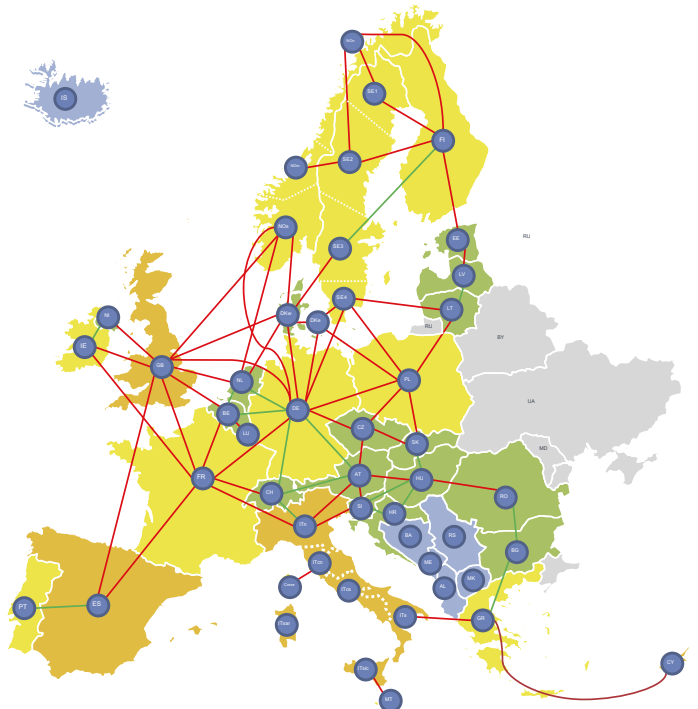 NOn
IS
SE1
FI
SE2
NOm
NOs
RU
EE
SE3
LV
SE4
LT
NI
DKw
DKe
RU
BY
IE
GB
NL
PL
UA
DE
BE
LU
CZ
SK
MD
FR
AT
HU
CH
RO
SI
HR
ITn
BA
RS
BG
ITcn
ME
MK
AL
ITcs
PT
ES
ITs
GR
ITsar
CY
ITsic
MT